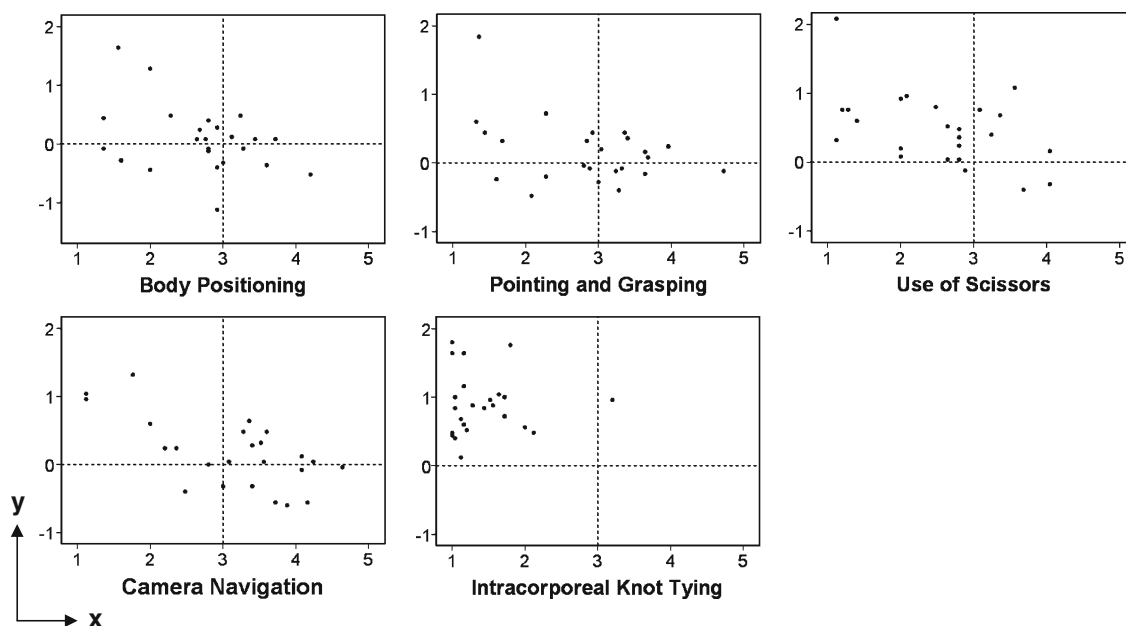 2
1
0
-1
1 2 3 4 5
Body Positioning
2
1
0
-1
1 2 3 4 5
Pointing and Grasping
2
1
0
-1
1 2 3 4 5
Use of Scissors
2
1
0
-1
1 2 3 4 5
Camera Navigation
2
1
0
-1
1 2 3 4 5
Intracorporeal Knot Tying
y
x